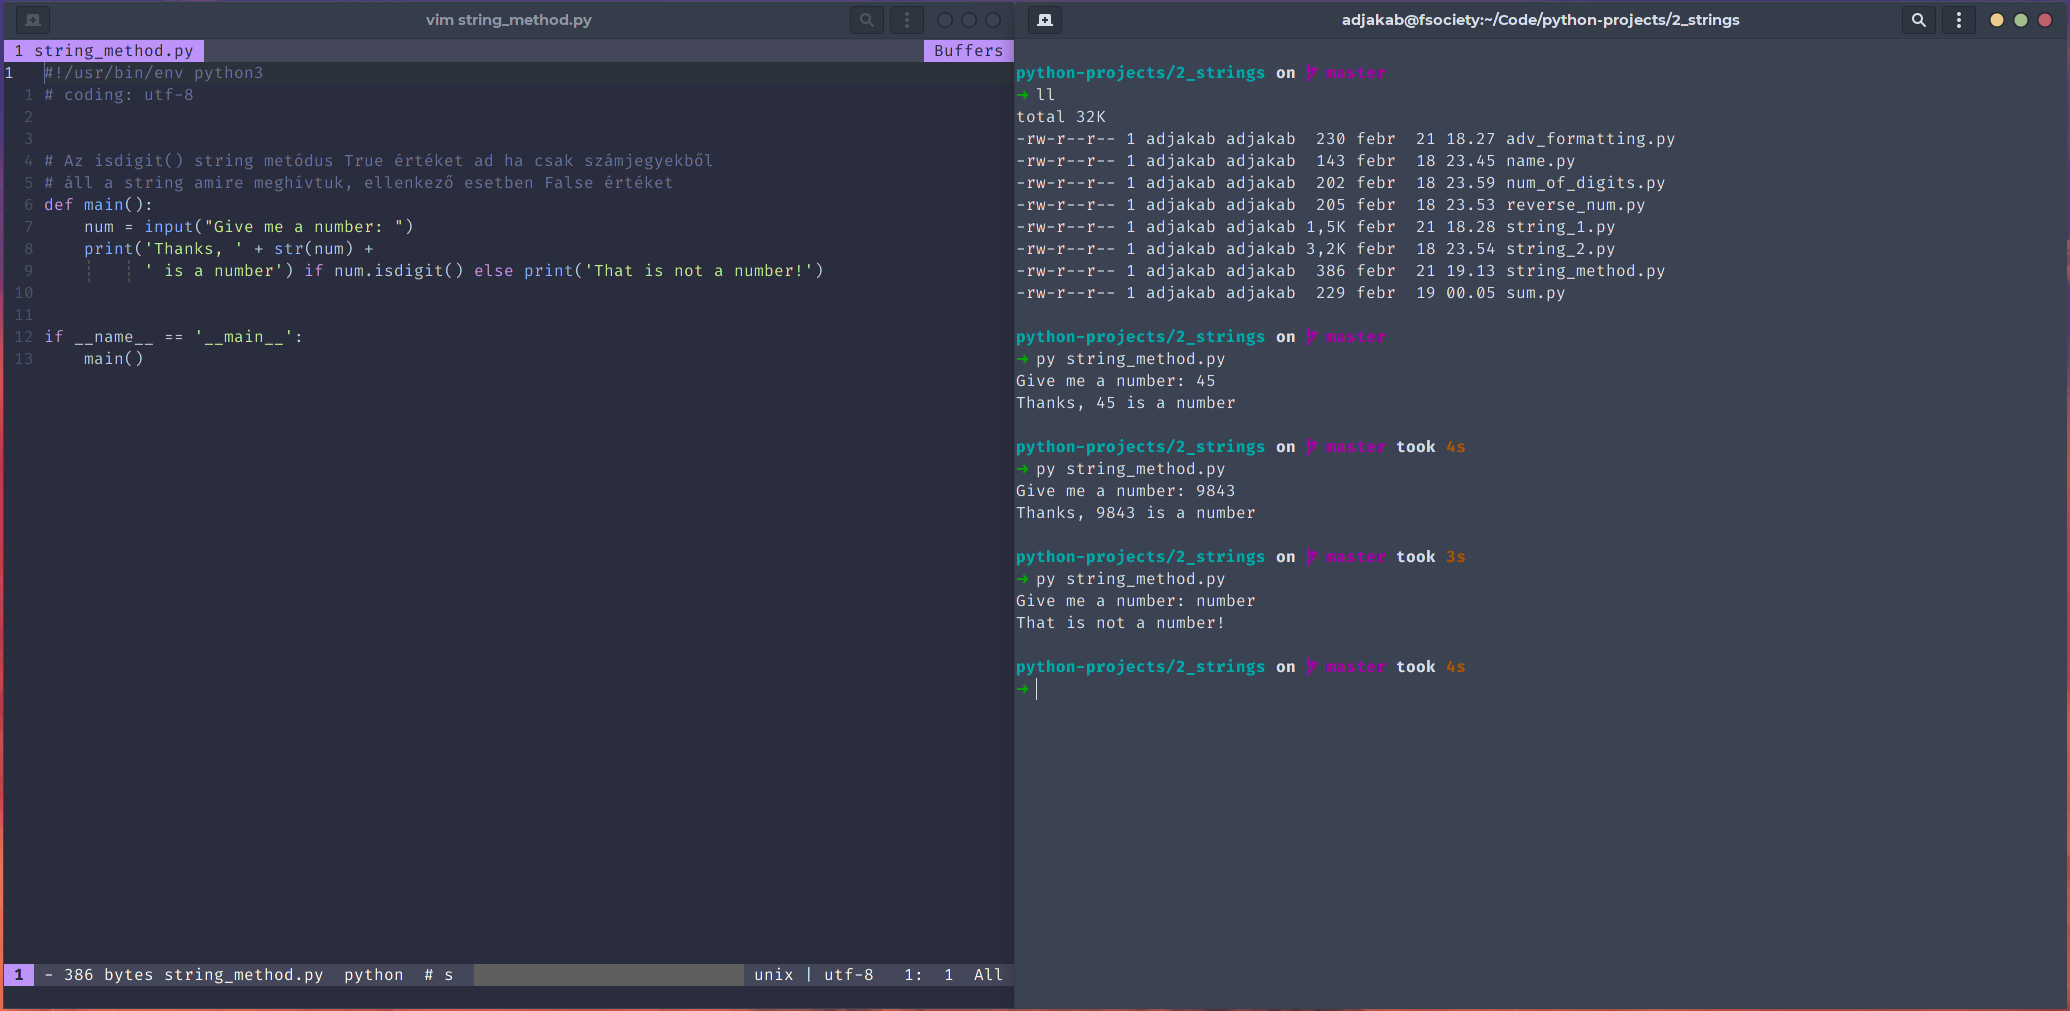 vim string_method.py
1 string_method.py Buffers
1 #!/usr/bin/env python3
1 # coding: utf-8
2
3
4 # Az isdigit() string metódus True értéket ad ha csak számjegyekből
5 # áll a string amire meghívtuk, ellenkező esetben False értéket
6 def main():
7     num = input("Give me a number: ")
8     print('Thanks, ' + str(num) +
9           ' is a number') if num.isdigit() else print('That is not a number!')
10
11
12 if __name__ == '__main__':
13     main()
1 - 386 bytes string_method.py python # s unix | utf-8 1: 1 All
adjakab@fsociety:~/Code/python-projects/2_strings
python-projects/2_strings on master
➜ ll
total 32K
-rw-r--r-- 1 adjakab adjakab  230 febr  21 18.27 adv_formatting.py
-rw-r--r-- 1 adjakab adjakab  143 febr  18 23.45 name.py
-rw-r--r-- 1 adjakab adjakab  202 febr  18 23.59 num_of_digits.py
-rw-r--r-- 1 adjakab adjakab  205 febr  18 23.53 reverse_num.py
-rw-r--r-- 1 adjakab adjakab 1,5K febr  21 18.28 string_1.py
-rw-r--r-- 1 adjakab adjakab 3,2K febr  18 23.54 string_2.py
-rw-r--r-- 1 adjakab adjakab  386 febr  21 19.13 string_method.py
-rw-r--r-- 1 adjakab adjakab  229 febr  19 00.05 sum.py
python-projects/2_strings on master
➜ py string_method.py
Give me a number: 45
Thanks, 45 is a number
python-projects/2_strings on master took 4s
➜ py string_method.py
Give me a number: 9843
Thanks, 9843 is a number
python-projects/2_strings on master took 3s
➜ py string_method.py
Give me a number: number
That is not a number!
python-projects/2_strings on master took 4s
➜